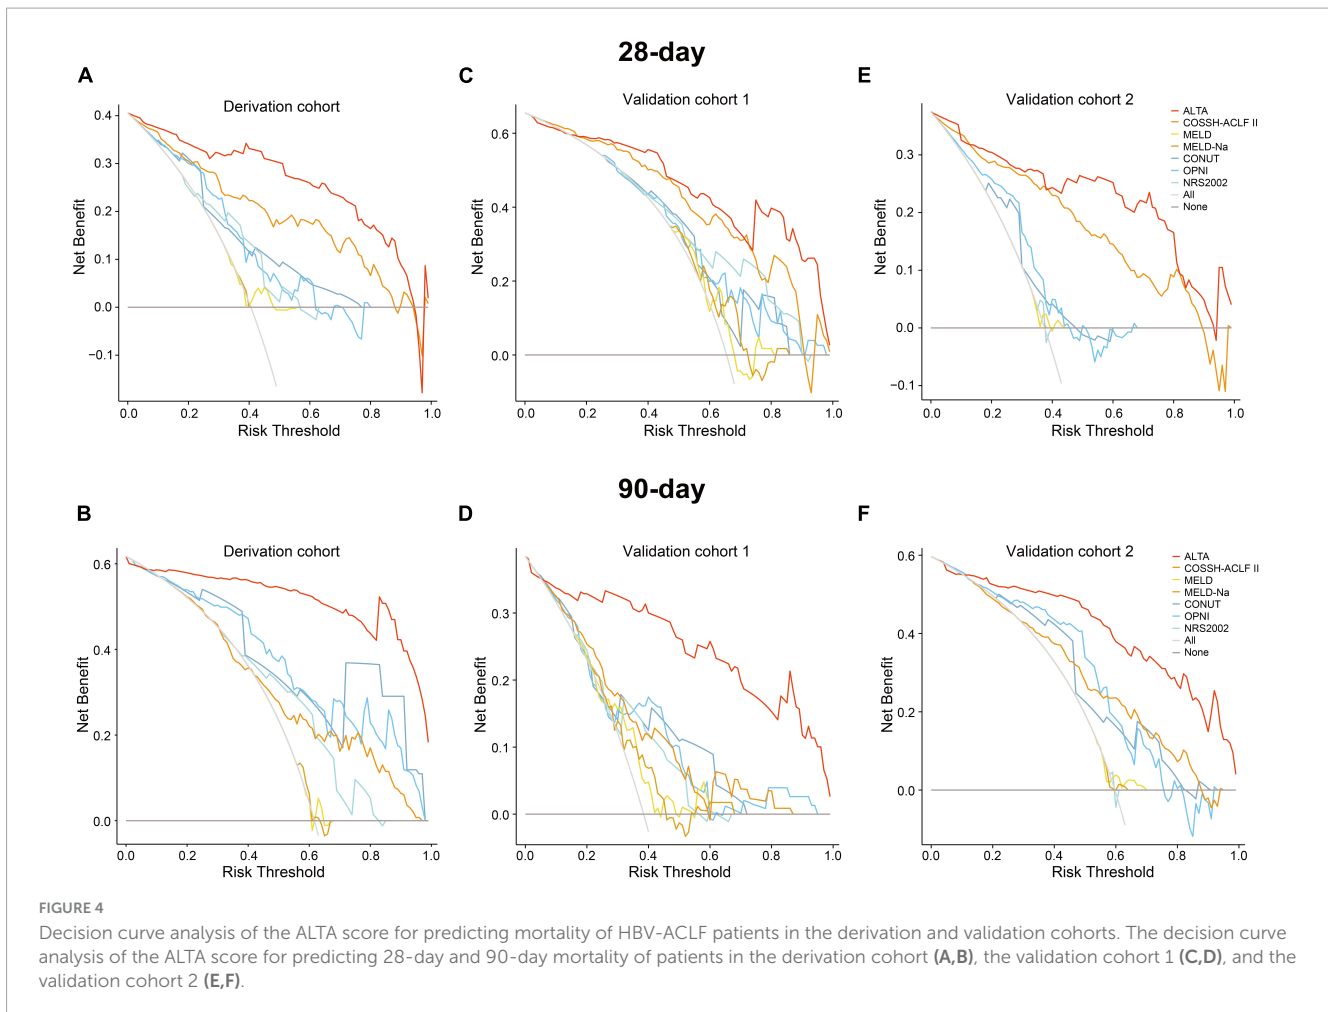 28-day
A
Derivation cohort
Net Benefit
0.4
0.3
0.2
0.1
0.0
−0.1
0.0 0.2 0.4 0.6 0.8 1.0
Risk Threshold
C
Validation cohort 1
Net Benefit
0.6
0.4
0.2
0.0
0.0 0.2 0.4 0.6 0.8 1.0
Risk Threshold
E
Validation cohort 2
Net Benefit
0.3
0.2
0.1
0.0
−0.1
0.0 0.2 0.4 0.6 0.8 1.0
Risk Threshold
ALTA
COSSH-ACLF II
MELD
MELD-Na
CONUT
OPNI
NRS2002
All
None
90-day
B
Derivation cohort
Net Benefit
0.6
0.4
0.2
0.0
0.0 0.2 0.4 0.6 0.8 1.0
Risk Threshold
D
Validation cohort 1
Net Benefit
0.3
0.2
0.1
0.0
0.0 0.2 0.4 0.6 0.8 1.0
Risk Threshold
F
Validation cohort 2
Net Benefit
0.6
0.4
0.2
0.0
0.0 0.2 0.4 0.6 0.8 1.0
Risk Threshold
ALTA
COSSH-ACLF II
MELD
MELD-Na
CONUT
OPNI
NRS2002
All
None
FIGURE 4
Decision curve analysis of the ALTA score for predicting mortality of HBV-ACLF patients in the derivation and validation cohorts. The decision curve
analysis of the ALTA score for predicting 28-day and 90-day mortality of patients in the derivation cohort (A,B), the validation cohort 1 (C,D), and the
validation cohort 2 (E,F).